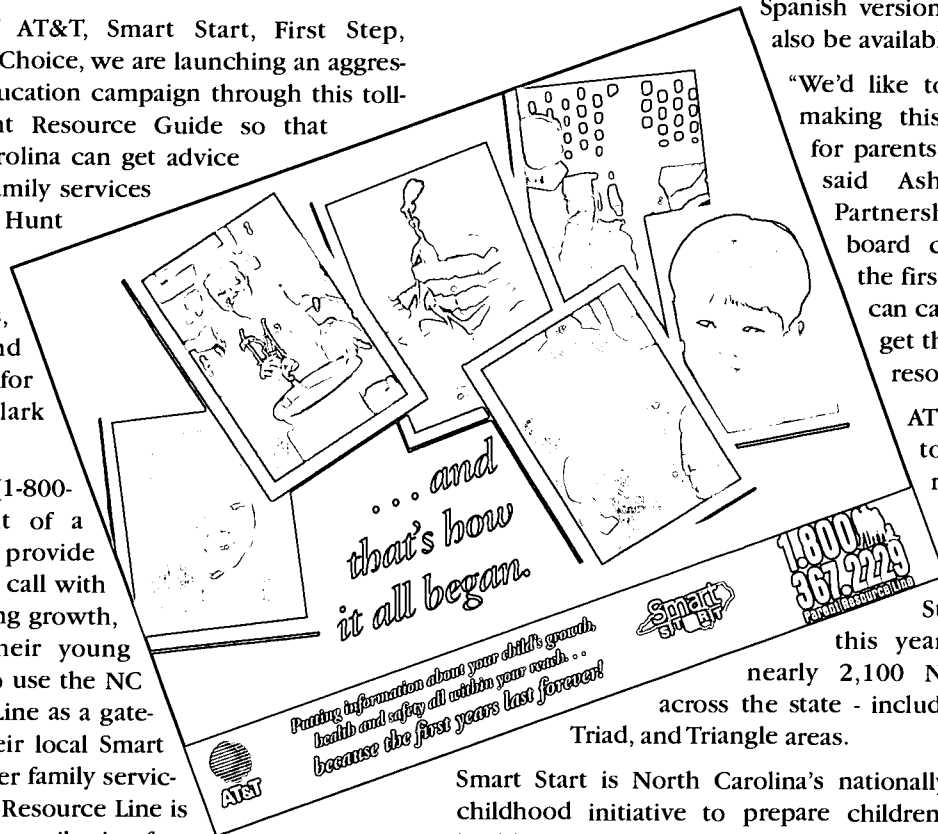 AT&T, Smart Start, First Step,
Choice, we are launching an aggres-
ucation campaign through this toll-
nt Resource Guide so that
rolina can get advice
amily services
Hunt
nd
for
lark
(1-800-
t of a
provide
call with
ng growth,
heir young
o use the NC
Line as a gate-
eir local Smart
er family servic-
Resource Line is
. . . and
that's how
it all began.
Putting information about your child's growth,
health and safety all within your reach. . .
because the first years last forever!
AT&T
Smart
START
1.800
367.2229
Parent Resource Line
Spanish version
also be availabl
"We'd like to
making this
for parents
said Ash
Partnersh
board c
the firs
can ca
get th
reso
AT
to
this year
nearly 2,100 N
across the state - includ
Triad, and Triangle areas.
Smart Start is North Carolina's nationally
childhood initiative to prepare children